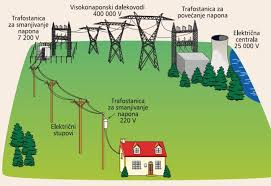 Visokonaponski dalekovodi
400 000 V
Trafostanica
za smanjivanje
napona
7 200 V
Trafostanica za
povećanje napona
Električna
centrala
25 000 V
Trafostanica
za smanjivanje
napona
220 V
Električni
stupovi